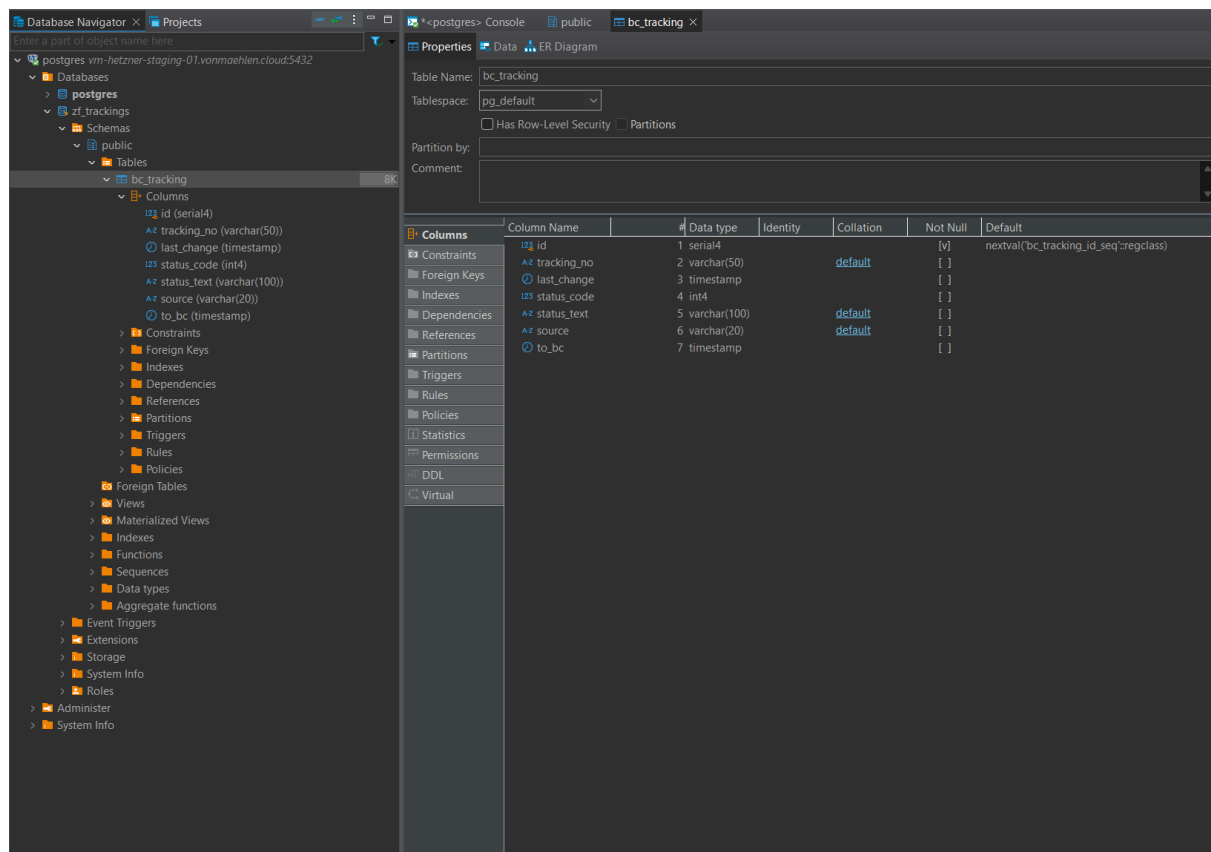 Database Navigator × Projects
Enter a part of object name here
postgres vm-hetzner-staging-01.vonmaehlen.cloud:5432
Databases
postgres
zf_trackings
Schemas
public
Tables
bc_tracking 8K
Columns
123 id (serial4)
A-Z tracking_no (varchar(50))
last_change (timestamp)
123 status_code (int4)
A-Z status_text (varchar(100))
A-Z source (varchar(20))
to_bc (timestamp)
Constraints
Foreign Keys
Indexes
Dependencies
References
Partitions
Triggers
Rules
Policies
Foreign Tables
Views
Materialized Views
Indexes
Functions
Sequences
Data types
Aggregate functions
Event Triggers
Extensions
Storage
System Info
Roles
Administer
System Info
*<postgres> Console public bc_tracking ×
Properties Data ER Diagram
Table Name: bc_tracking
Tablespace: pg_default
Has Row-Level Security Partitions
Partition by:
Comment:
Columns
Constraints
Foreign Keys
Indexes
Dependencies
References
Partitions
Triggers
Rules
Policies
Statistics
Permissions
DDL
Virtual
Column Name # Data type Identity Collation Not Null Default
123 id 1 serial4 [v] nextval('bc_tracking_id_seq'::regclass)
A-Z tracking_no 2 varchar(50) default [ ]
last_change 3 timestamp [ ]
123 status_code 4 int4 [ ]
A-Z status_text 5 varchar(100) default [ ]
A-Z source 6 varchar(20) default [ ]
to_bc 7 timestamp [ ]